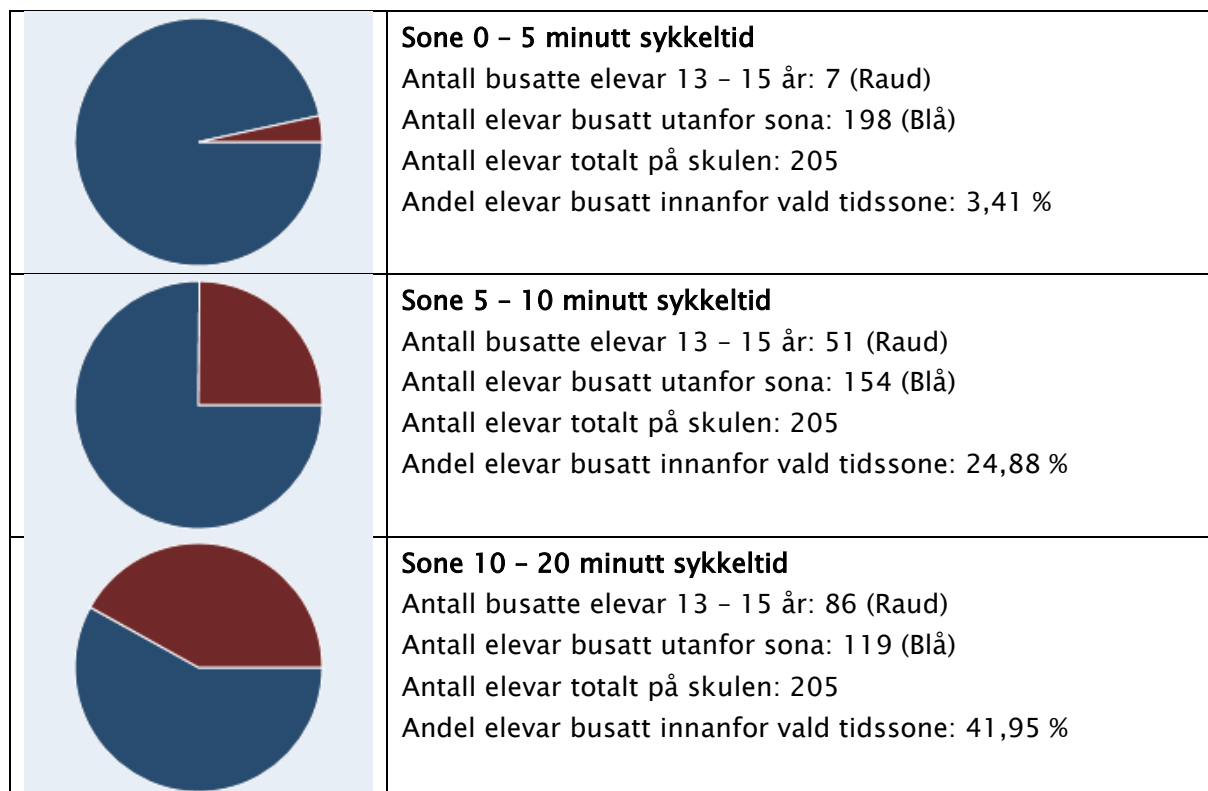 Sone 0 – 5 minutt sykkeltid
Antall busatte elevar 13 – 15 år: 7 (Raud)
Antall elevar busatt utanfor sona: 198 (Blå)
Antall elevar totalt på skulen: 205
Andel elevar busatt innanfor vald tidssone: 3,41 %
Sone 5 – 10 minutt sykkeltid
Antall busatte elevar 13 – 15 år: 51 (Raud)
Antall elevar busatt utanfor sona: 154 (Blå)
Antall elevar totalt på skulen: 205
Andel elevar busatt innanfor vald tidssone: 24,88 %
Sone 10 – 20 minutt sykkeltid
Antall busatte elevar 13 – 15 år: 86 (Raud)
Antall elevar busatt utanfor sona: 119 (Blå)
Antall elevar totalt på skulen: 205
Andel elevar busatt innanfor vald tidssone: 41,95 %